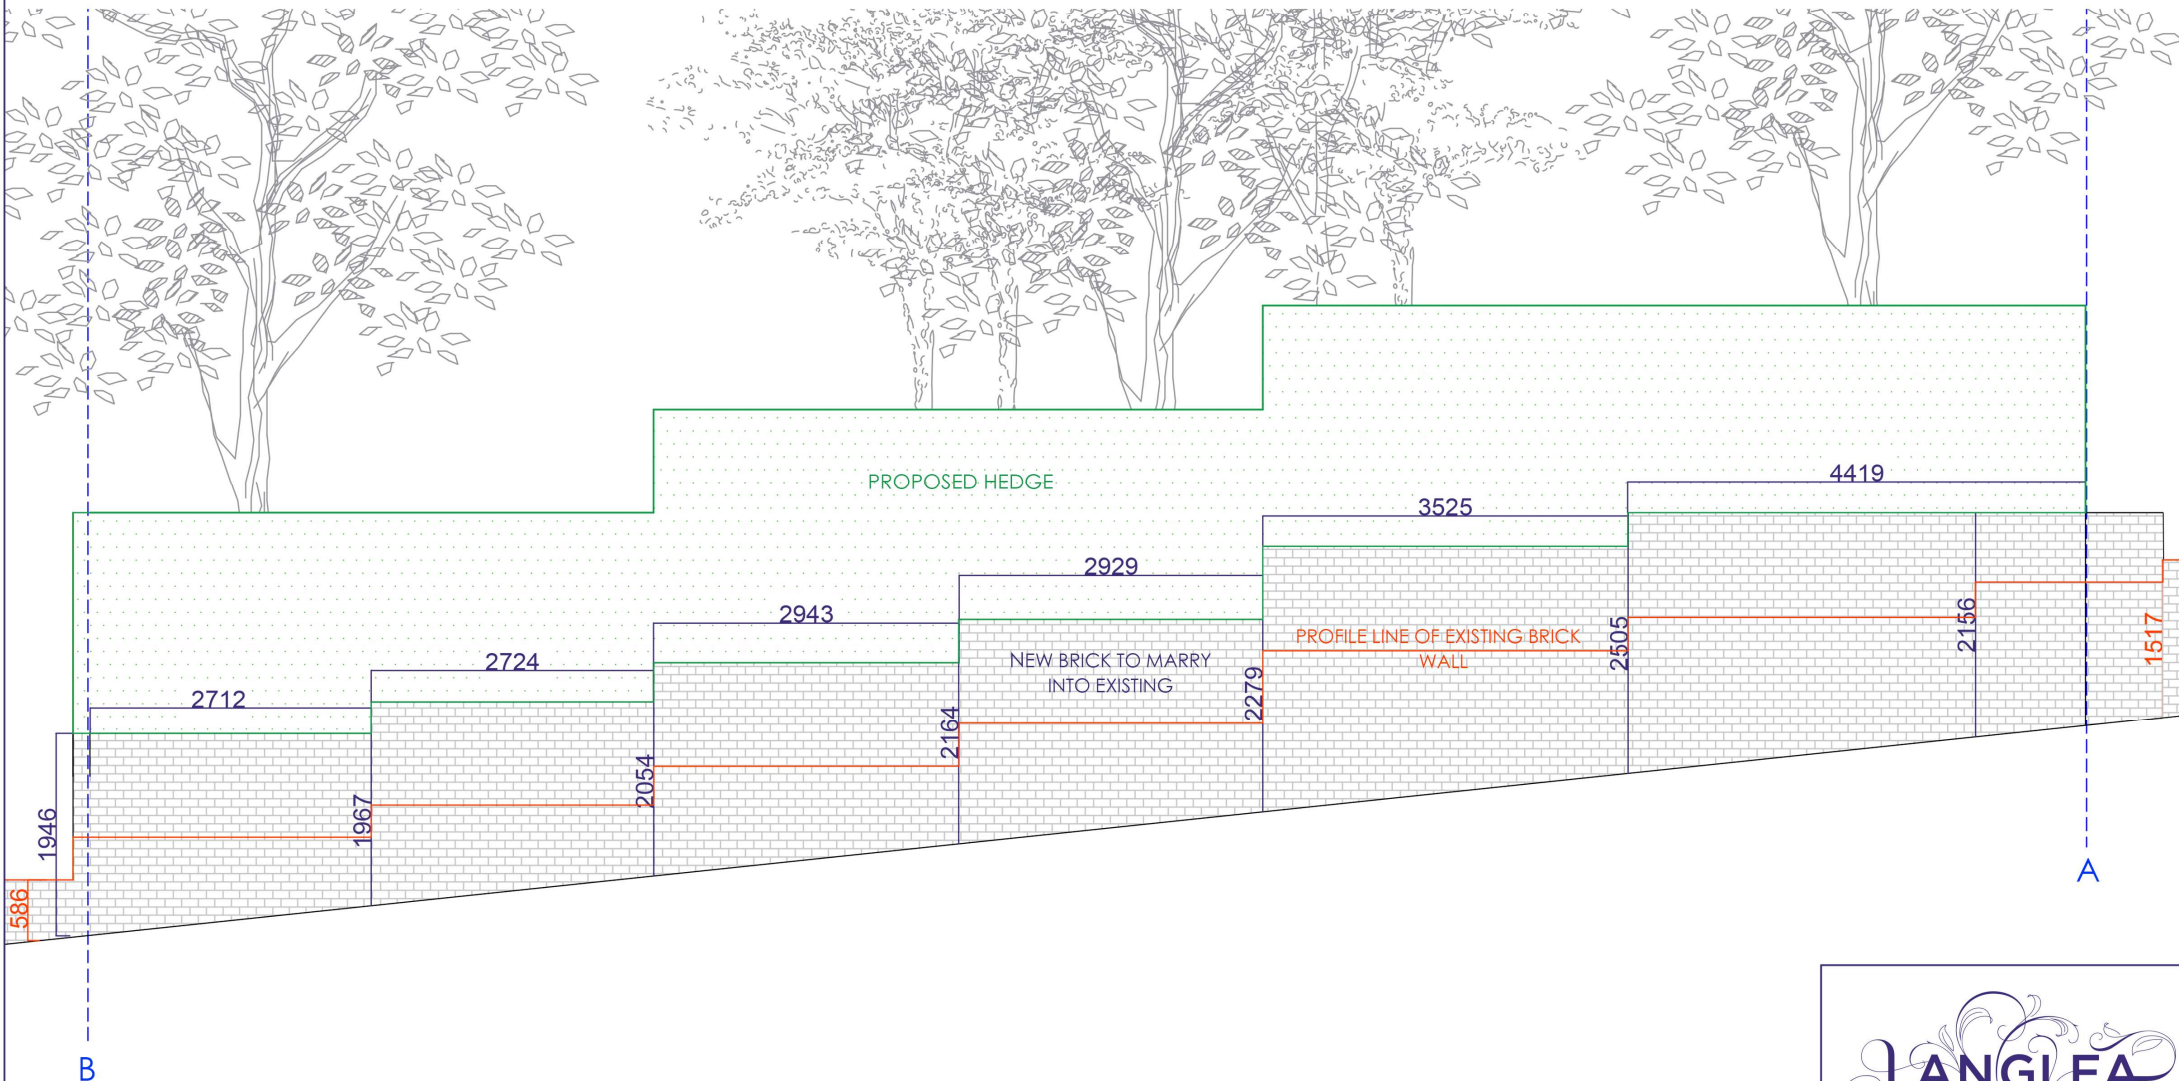 PROPOSED HEDGE
4419
3525
2929
2943
2724
2712
NEW BRICK TO MARRY
INTO EXISTING
PROFILE LINE OF EXISTING BRICK
WALL
1946
1967
2054
2164
2279
2505
2156
1517
586
A
B
LANGLEA